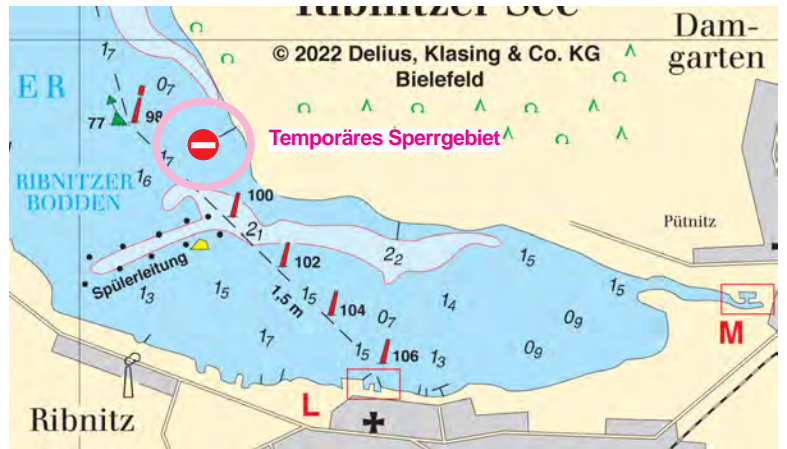 Ribnitzer See
Dam-
garten
© 2022 Delius, Klasing & Co. KG
Bielefeld
1₇
E R
0₇
77
98
Temporäres Sperrgebiet
1₇
1₆
RIBNITZER
BODDEN
100
Pütnitz
2₁
102
2₂
1₅
Spülerleitung
1₃
1₅
1,5 m
1₅
104
1₄
1₅
0₇
0₉
M
1₇
1₅
106
1₃
0₉
L
Ribnitz